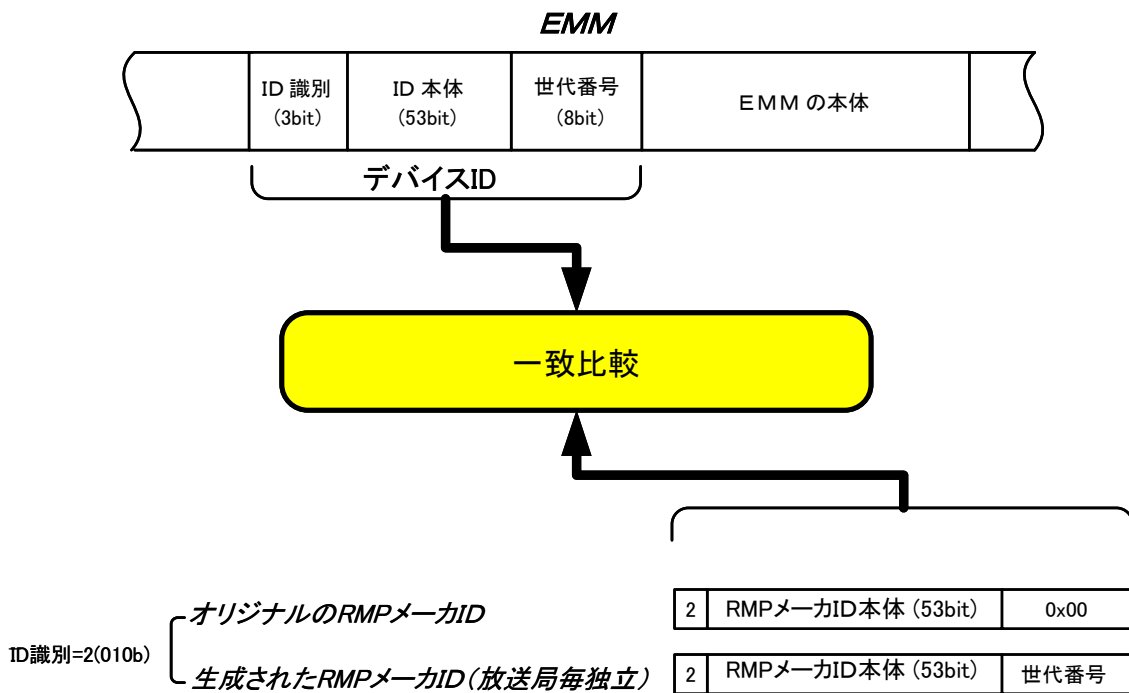 EMM
ID 識別
(3bit)
ID 本体
(53bit)
世代番号
(8bit)
ＥＭＭ の本体
デバイスID
一致比較
オリジナルのRMPメーカID
2
RMPメーカID本体 (53bit)
0x00
ID識別=2(010b)
生成されたRMPメーカID（放送局毎独立）
2
RMPメーカID本体 (53bit)
世代番号